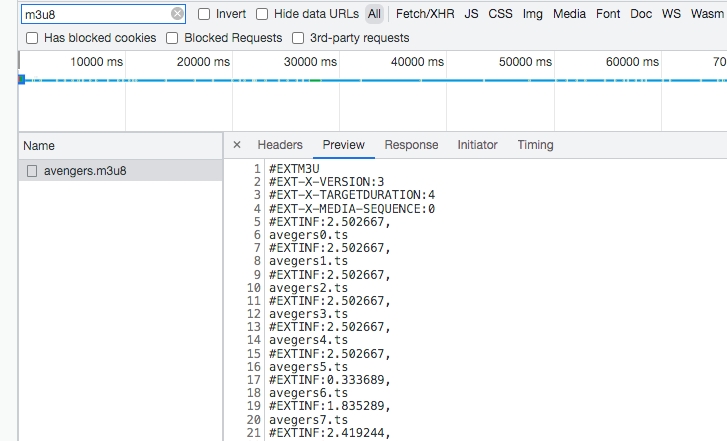 m3u8 Invert Hide data URLs All Fetch/XHR JS CSS Img Media Font Doc WS Wasm
Has blocked cookies Blocked Requests 3rd-party requests
10000 ms 20000 ms 30000 ms 40000 ms 50000 ms 60000 ms 70
Name × Headers Preview Response Initiator Timing
avengers.m3u8
1 #EXTM3U
2 #EXT-X-VERSION:3
3 #EXT-X-TARGETDURATION:4
4 #EXT-X-MEDIA-SEQUENCE:0
5 #EXTINF:2.502667,
6 avegers0.ts
7 #EXTINF:2.502667,
8 avegers1.ts
9 #EXTINF:2.502667,
10 avegers2.ts
11 #EXTINF:2.502667,
12 avegers3.ts
13 #EXTINF:2.502667,
14 avegers4.ts
15 #EXTINF:2.502667,
16 avegers5.ts
17 #EXTINF:0.333689,
18 avegers6.ts
19 #EXTINF:1.835289,
20 avegers7.ts
21 #EXTINF:2.419244,